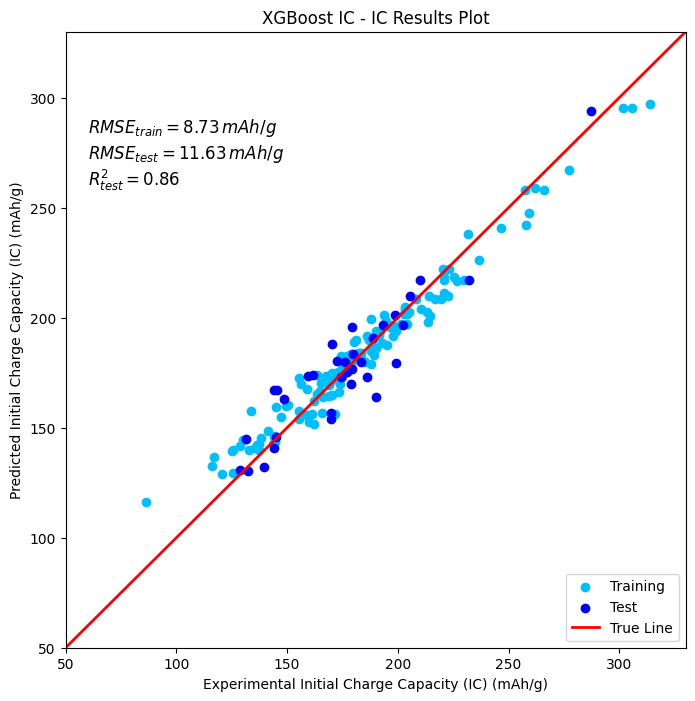 XGBoost IC - IC Results Plot
RMSE_train = 8.73 mAh/g
RMSE_test = 11.63 mAh/g
R²_test = 0.86
Predicted Initial Charge Capacity (IC) (mAh/g)
300
250
200
150
100
50
50 100 150 200 250 300
Experimental Initial Charge Capacity (IC) (mAh/g)
Training
Test
True Line